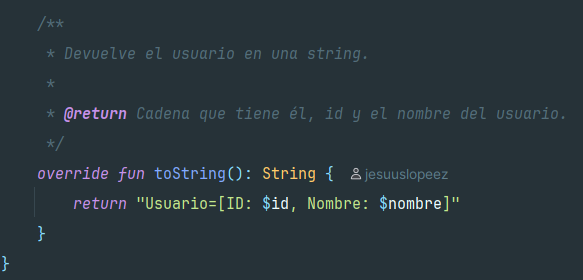 /**
 * Devuelve el usuario en una string.
 *
 * @return Cadena que tiene él, id y el nombre del usuario.
 */
override fun toString(): String {  jesuuslopeez
    return "Usuario=[ID: $id, Nombre: $nombre]"
}
}